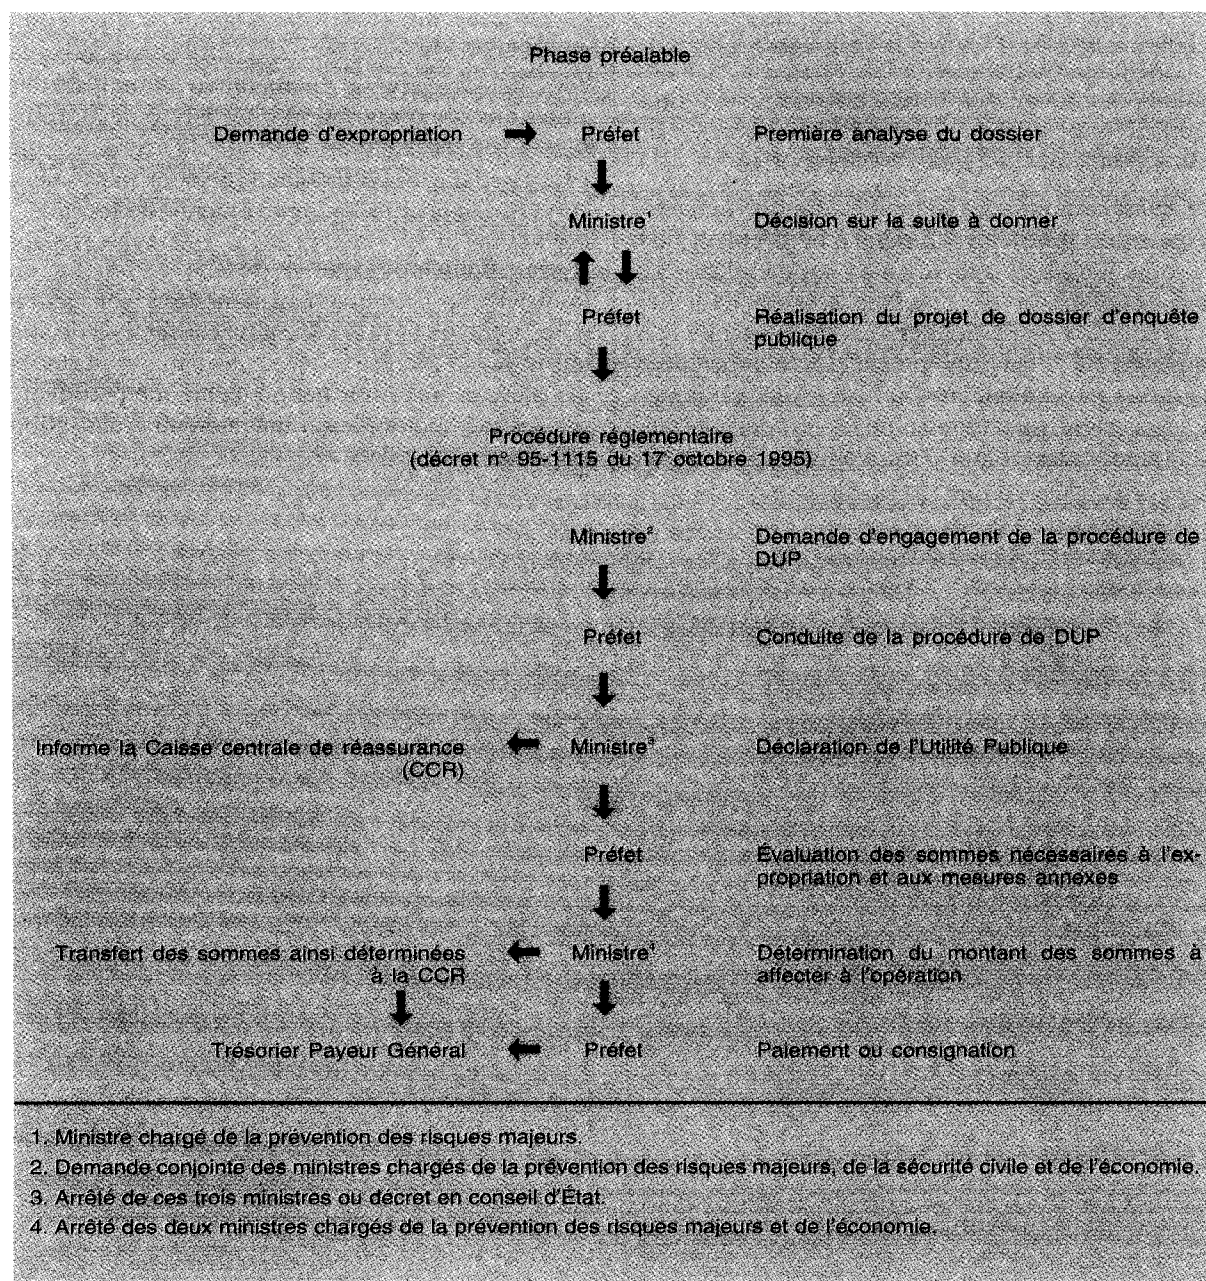 Phase préalable
Demande d'expropriation
Préfet
Première analyse du dossier
Ministre¹
Décision sur la suite à donner
Préfet
Réalisation du projet de dossier d'enquête
publique
Procédure réglementaire
(décret n° 95-1115 du 17 octobre 1995)
Ministre²
Demande d'engagement de la procédure de
DUP
Préfet
Conduite de la procédure de DUP
Informe la Caisse centrale de réassurance
(CCR)
Ministre³
Déclaration de l'Utilité Publique
Préfet
Évaluation des sommes nécessaires à l'ex-
propriation et aux mesures annexes
Transfert des sommes ainsi déterminées
à la CCR
Ministre⁴
Détermination du montant des sommes à
affecter à l'opération
Trésorier Payeur Général
Préfet
Paiement ou consignation
1. Ministre chargé de la prévention des risques majeurs.
2. Demande conjointe des ministres chargés de la prévention des risques majeurs, de la sécurité civile et de l'économie.
3. Arrêté de ces trois ministres ou décret en conseil d'État.
4. Arrêté des deux ministres chargés de la prévention des risques majeurs et de l'économie.